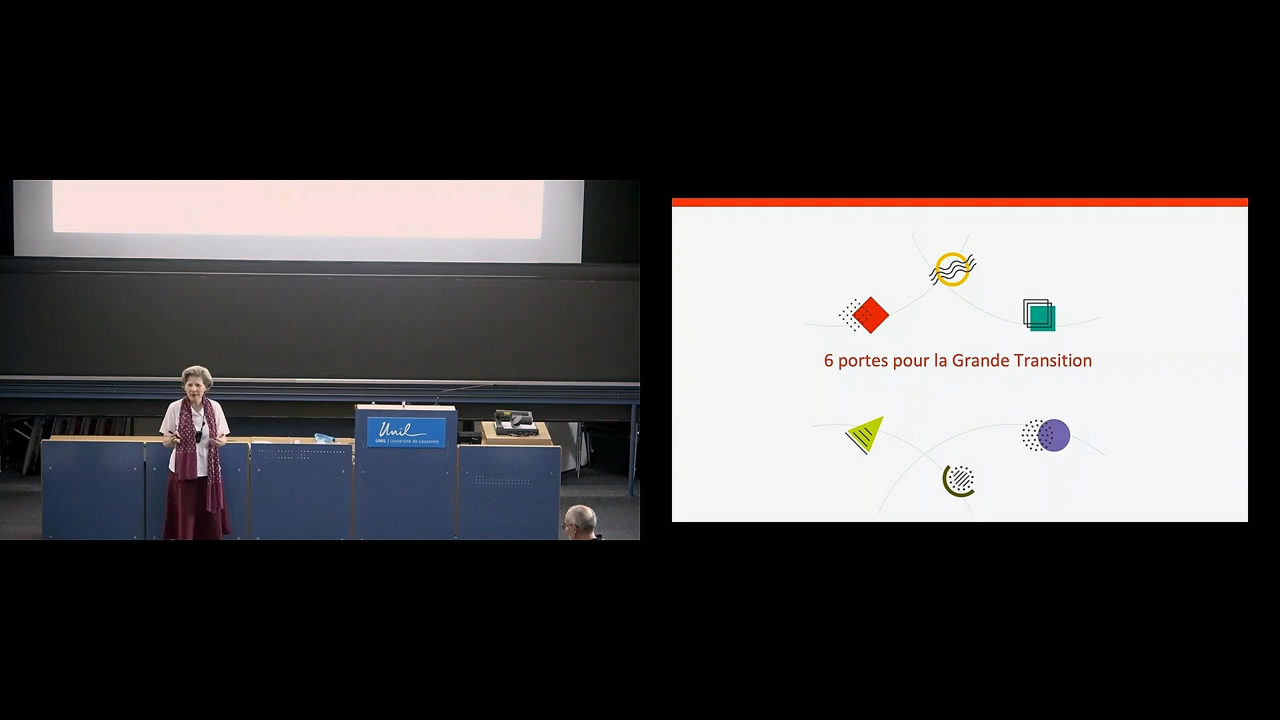 Unil
UNIL | Université de Lausanne
6 portes pour la Grande Transition